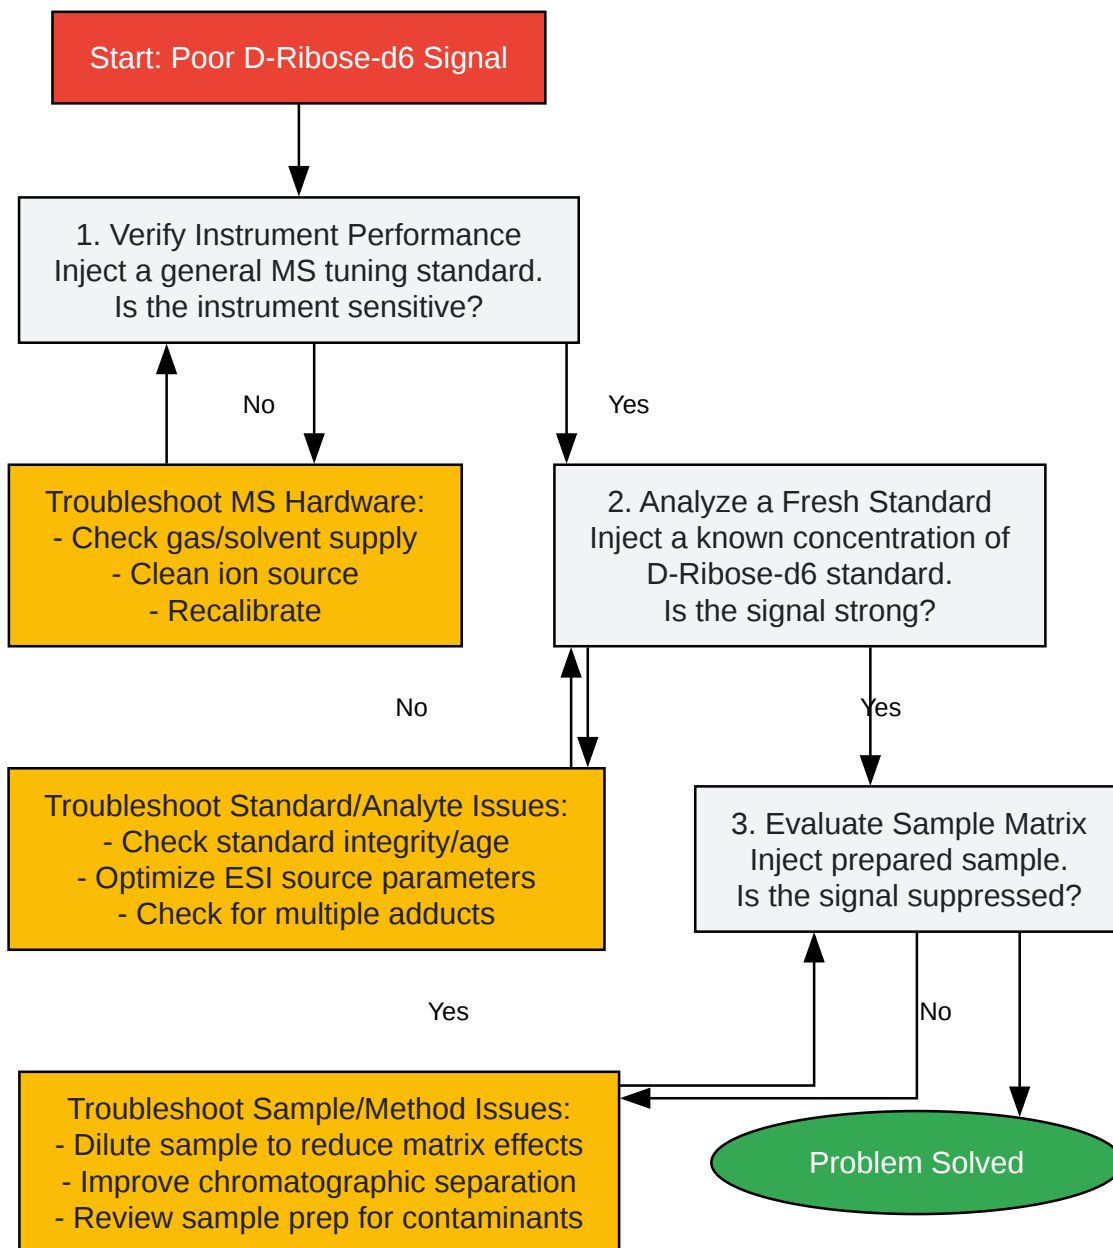 Start: Poor D-Ribose-d6 Signal
1. Verify Instrument Performance
Inject a general MS tuning standard.
Is the instrument sensitive?
No
Yes
Troubleshoot MS Hardware:
- Check gas/solvent supply
- Clean ion source
- Recalibrate
2. Analyze a Fresh Standard
Inject a known concentration of
D-Ribose-d6 standard.
Is the signal strong?
No
Yes
Troubleshoot Standard/Analyte Issues:
- Check standard integrity/age
- Optimize ESI source parameters
- Check for multiple adducts
3. Evaluate Sample Matrix
Inject prepared sample.
Is the signal suppressed?
Yes
No
Troubleshoot Sample/Method Issues:
- Dilute sample to reduce matrix effects
- Improve chromatographic separation
- Review sample prep for contaminants
Problem Solved